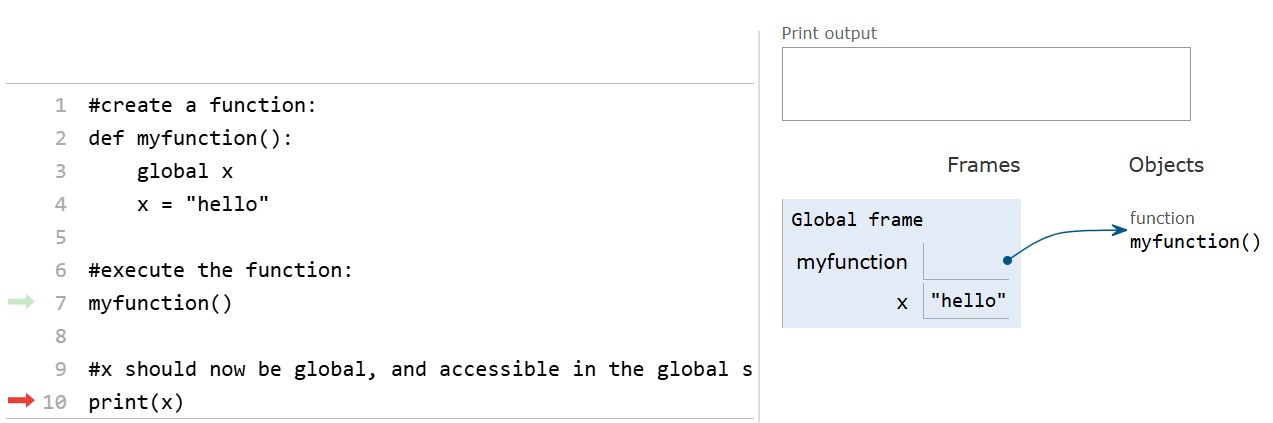 1 #create a function:
2 def myfunction():
3     global x
4     x = "hello"
5
6 #execute the function:
7 myfunction()
8
9 #x should now be global, and accessible in the global s
10 print(x)
Print output
Frames
Objects
Global frame
myfunction
x "hello"
function
myfunction()